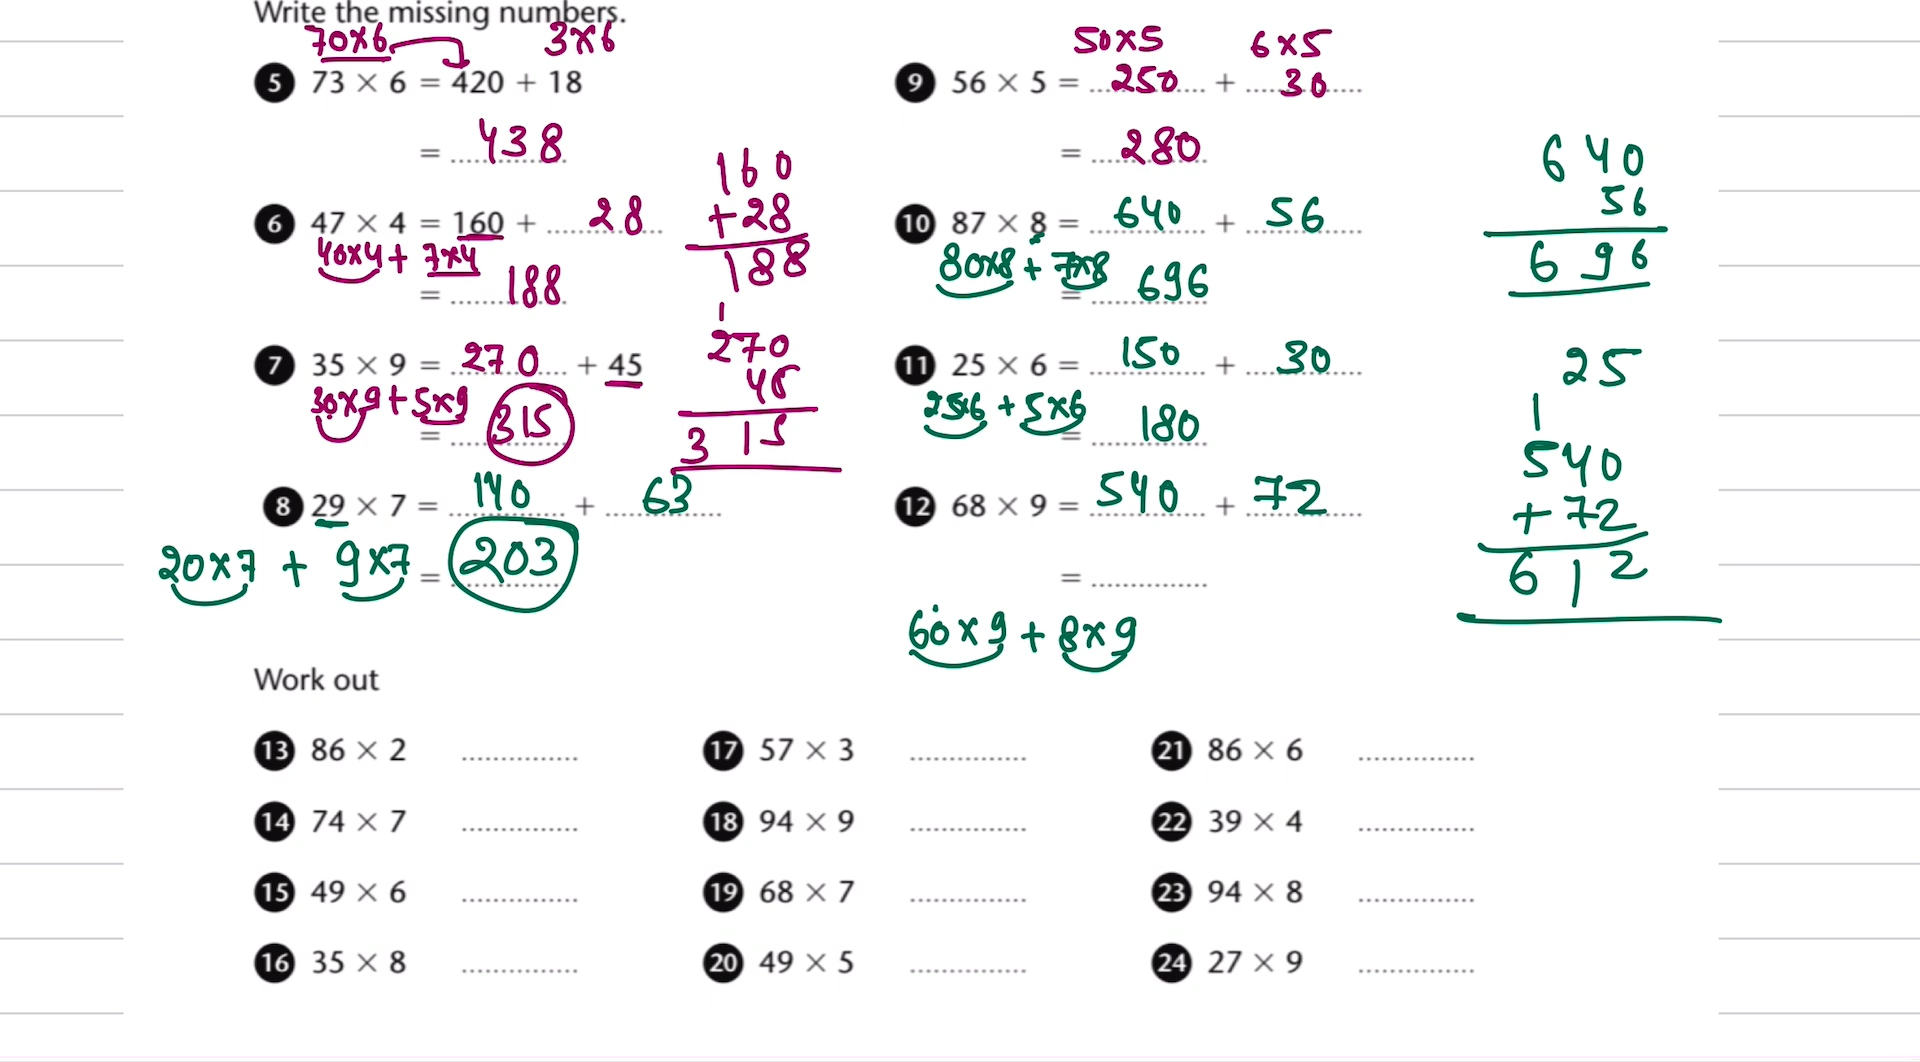 Write the missing numbers.
70×6 3×6
5 73 × 6 = 420 + 18
= 438
6 47 × 4 = 160 + 28
40×4 + 7×4
= 188
160
+28
188
7 35 × 9 = 270 + 45
30×9 + 5×9
= 315
1
270
45
315
8 29 × 7 = 140 + 63
20×7 + 9×7 = 203
50×5 6×5
9 56 × 5 = 250 + 30
= 280
10 87 × 8 = 640 + 56
80×8 + 7×8
= 696
640
56
696
11 25 × 6 = 150 + 30
25×6 + 5×6
= 180
25
12 68 × 9 = 540 + 72
=
60×9 + 8×9
1
540
+72
612
Work out
13 86 × 2
14 74 × 7
15 49 × 6
16 35 × 8
17 57 × 3
18 94 × 9
19 68 × 7
20 49 × 5
21 86 × 6
22 39 × 4
23 94 × 8
24 27 × 9